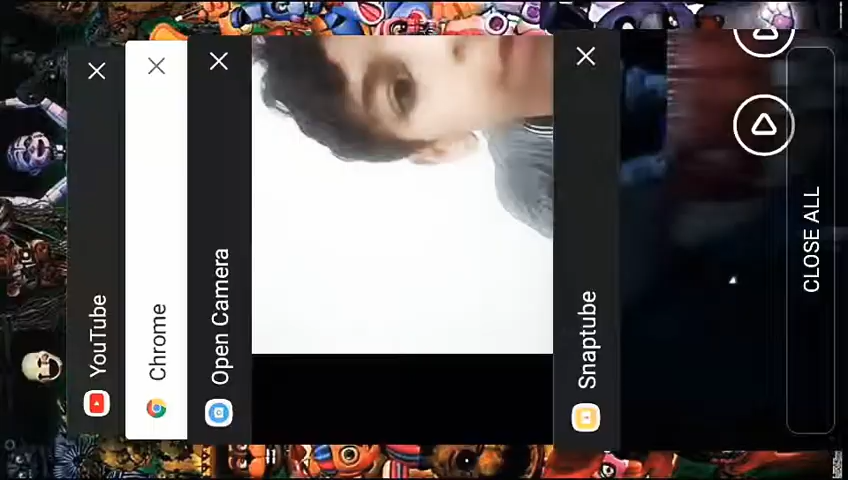 YouTube
Chrome
Open Camera
Snaptube
CLOSE ALL